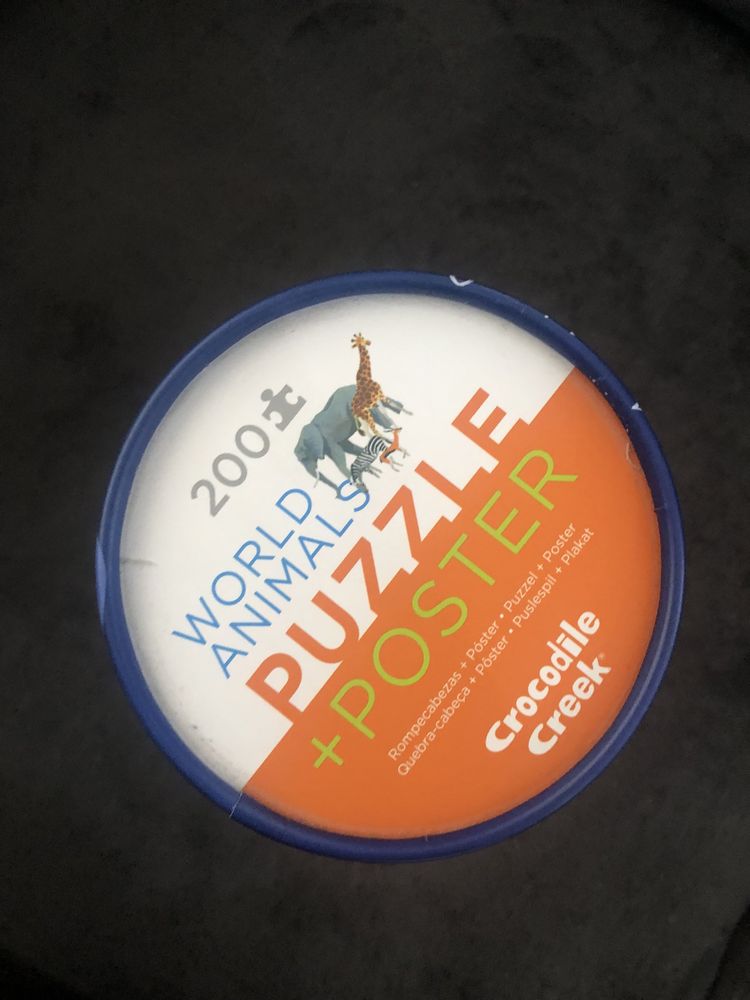 200
WORLD
ANIMALS
PUZZLE
+POSTER
Rompecabezas + Póster • Puzzel + Poster
Quebra-cabeça + Pôster • Puslespil + Plakat
Crocodile
Creek®